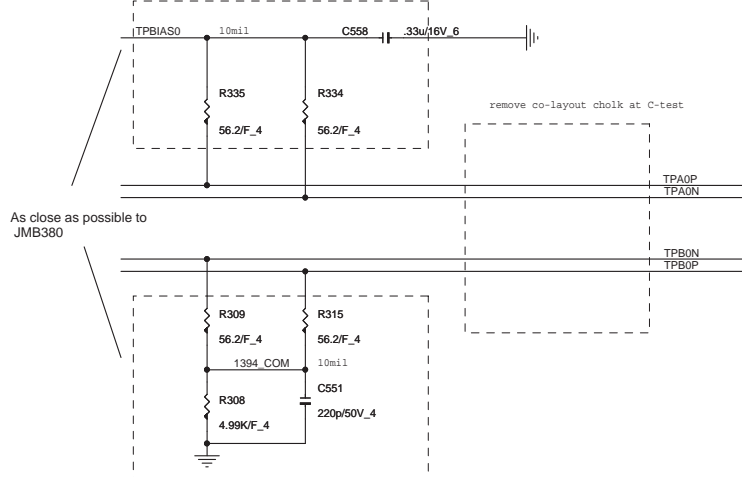 TPBIAS0
10mil
C558
.33u/16V_6
R335
R334
56.2/F_4
56.2/F_4
remove co-layout cholk at C-test
TPA0P
TPA0N
As close as possible to
JMB380
TPB0N
TPB0P
R309
R315
56.2/F_4
56.2/F_4
1394_COM
10mil
C551
R308
220p/50V_4
4.99K/F_4